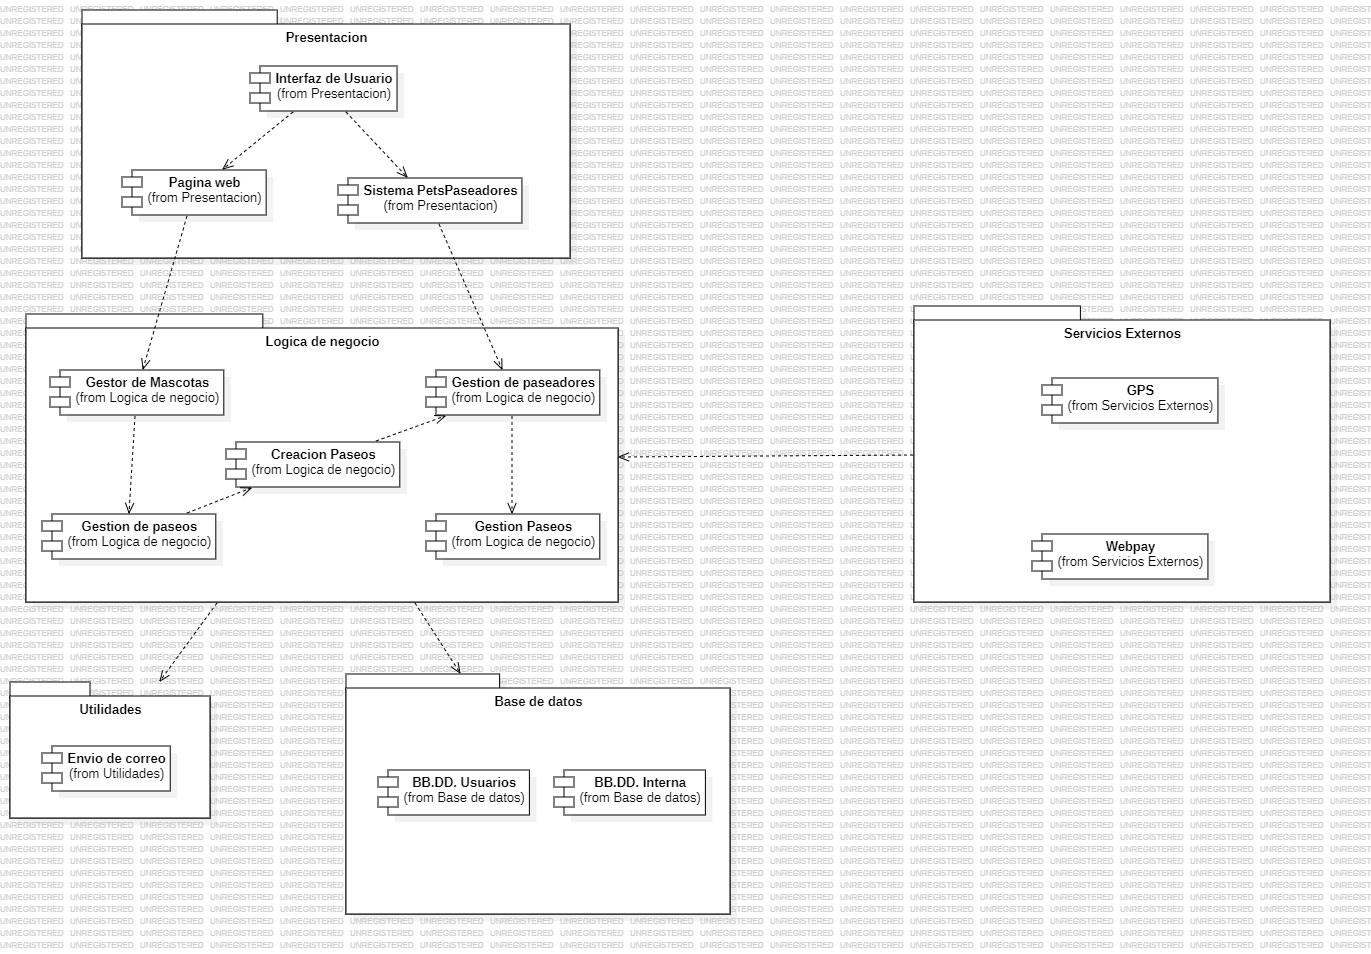 Presentacion
Interfaz de Usuario
(from Presentacion)
Pagina web
(from Presentacion)
Sistema PetsPaseadores
(from Presentacion)
Logica de negocio
Gestor de Mascotas
(from Logica de negocio)
Gestion de paseadores
(from Logica de negocio)
Creacion Paseos
(from Logica de negocio)
Gestion de paseos
(from Logica de negocio)
Gestion Paseos
(from Logica de negocio)
Servicios Externos
GPS
(from Servicios Externos)
Webpay
(from Servicios Externos)
Utilidades
Envio de correo
(from Utilidades)
Base de datos
BB.DD. Usuarios
(from Base de datos)
BB.DD. Interna
(from Base de datos)
UNREGISTERED